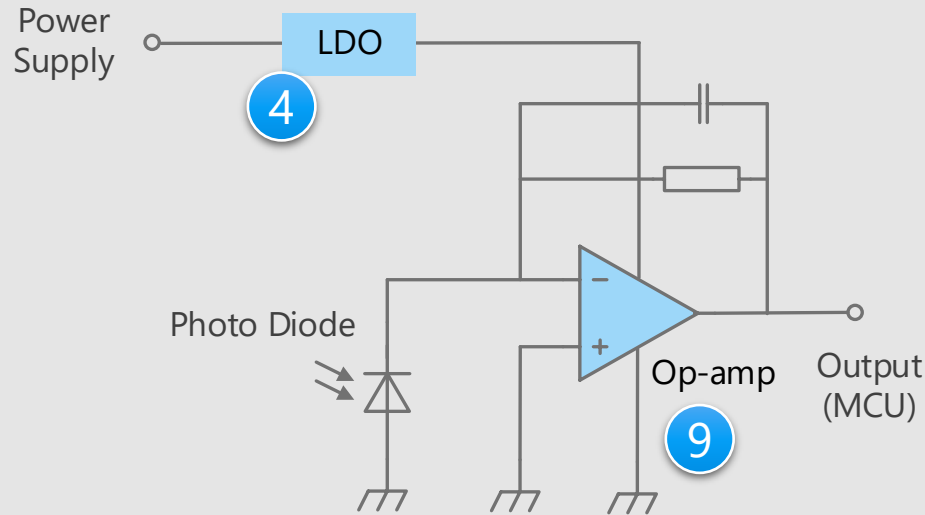 Power
Supply
LDO
4
Photo Diode
−
+
Op-amp
9
Output
(MCU)